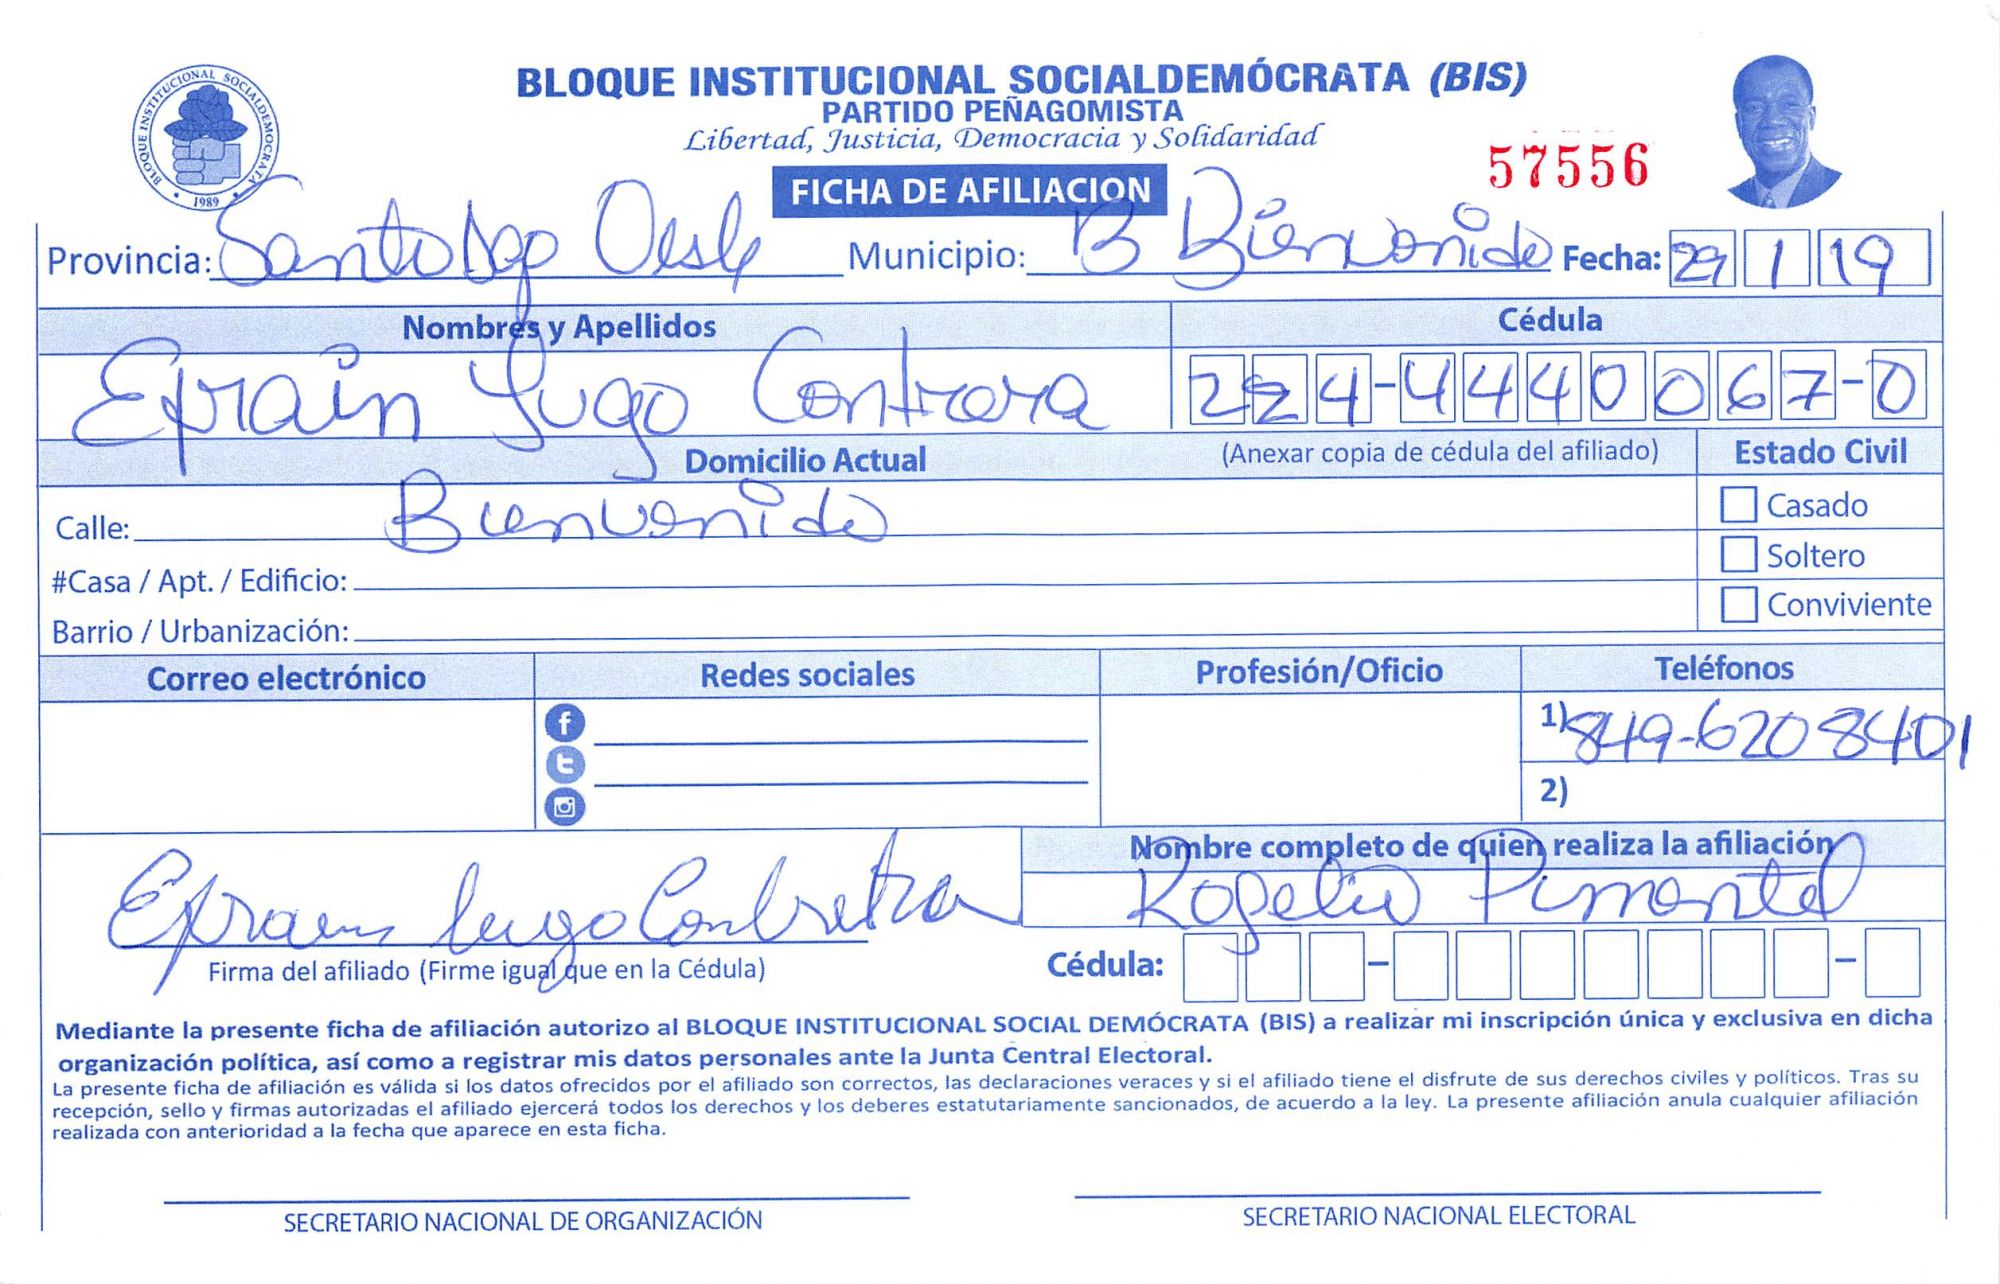 BLOQUE INSTITUCIONAL SOCIALDEMÓCRATA (BIS)
PARTIDO PEÑAGOMISTA
Libertad, Justicia, Democracia y Solidaridad
BLOQUE INSTITUCIONAL SOCIALDEMOCRATA
1989
57556
FICHA DE AFILIACION
Provincia: Santo Dgo Oeste Municipio: B Bienvenido Fecha: 29 1 19
Nombres y Apellidos Cédula
Efrain Lugo Contrera 224-4440067-0
Domicilio Actual (Anexar copia de cédula del afiliado) Estado Civil
Calle: Bienvenido Casado
#Casa / Apt. / Edificio: Soltero
Barrio / Urbanización: Conviviente
Correo electrónico Redes sociales Profesión/Oficio Teléfonos
1) 849-6208401
2)
Nombre completo de quien realiza la afiliación
Efrain lugo Contretra Rogelio Pimentel
Firma del afiliado (Firme igual que en la Cédula) Cédula: - -
Mediante la presente ficha de afiliación autorizo al BLOQUE INSTITUCIONAL SOCIAL DEMÓCRATA (BIS) a realizar mi inscripción única y exclusiva en dicha
organización política, así como a registrar mis datos personales ante la Junta Central Electoral.
La presente ficha de afiliación es válida si los datos ofrecidos por el afiliado son correctos, las declaraciones veraces y si el afiliado tiene el disfrute de sus derechos civiles y políticos. Tras su
recepción, sello y firmas autorizadas el afiliado ejercerá todos los derechos y los deberes estatutariamente sancionados, de acuerdo a la ley. La presente afiliación anula cualquier afiliación
realizada con anterioridad a la fecha que aparece en esta ficha.
SECRETARIO NACIONAL DE ORGANIZACIÓN SECRETARIO NACIONAL ELECTORAL